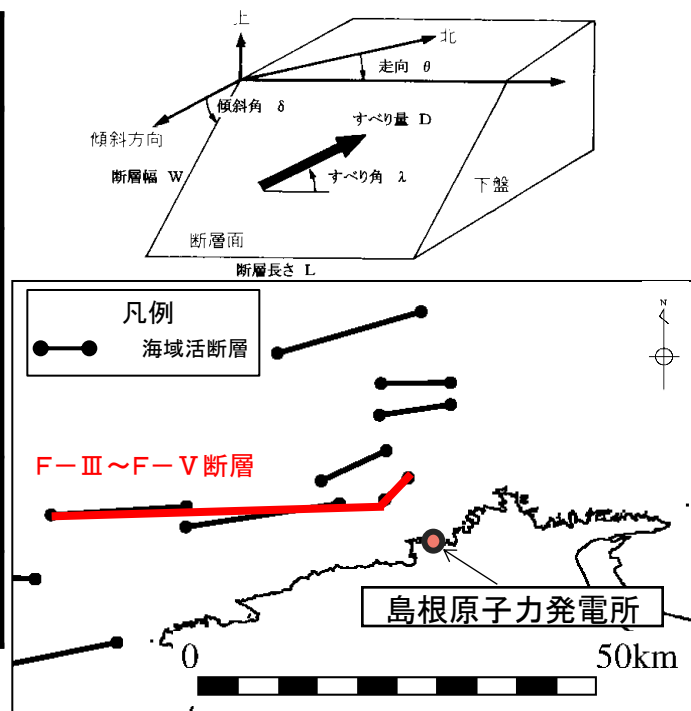 上
北
走向 θ
傾斜角 δ
すべり量 D
傾斜方向
断層幅 W
すべり角 λ
下盤
断層面
断層長さ L
凡例
海域活断層
N
F－Ⅲ～F－Ⅴ断層
島根原子力発電所
0 50km